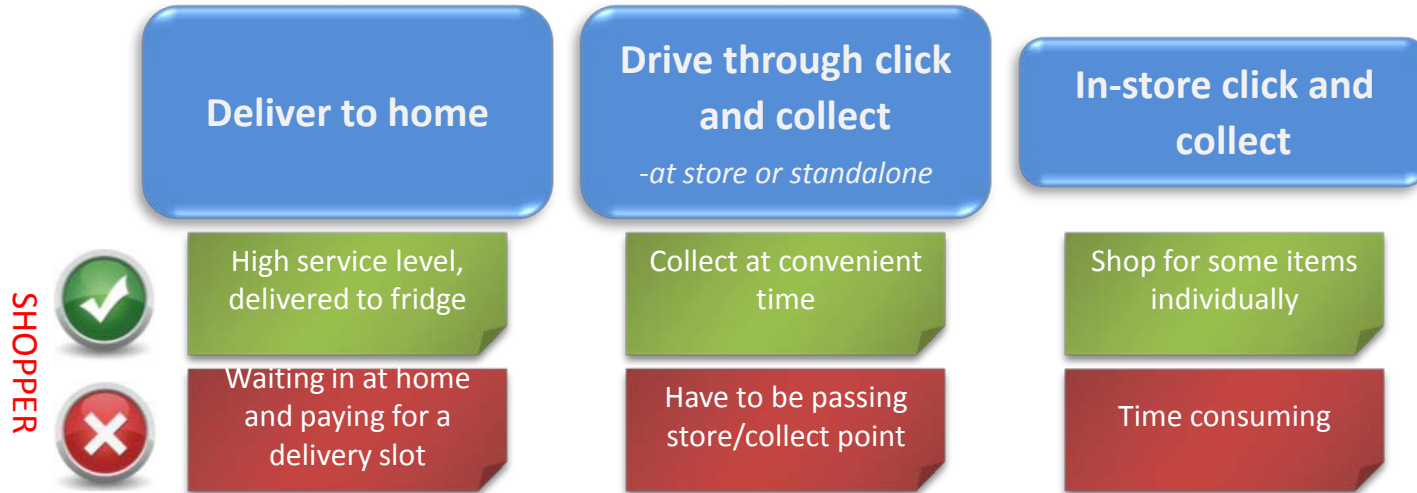 Deliver to home
Drive through click
and collect
-at store or standalone
In-store click and
collect
SHOPPER
High service level,
delivered to fridge
Collect at convenient
time
Shop for some items
individually
Waiting in at home
and paying for a
delivery slot
Have to be passing
store/collect point
Time consuming